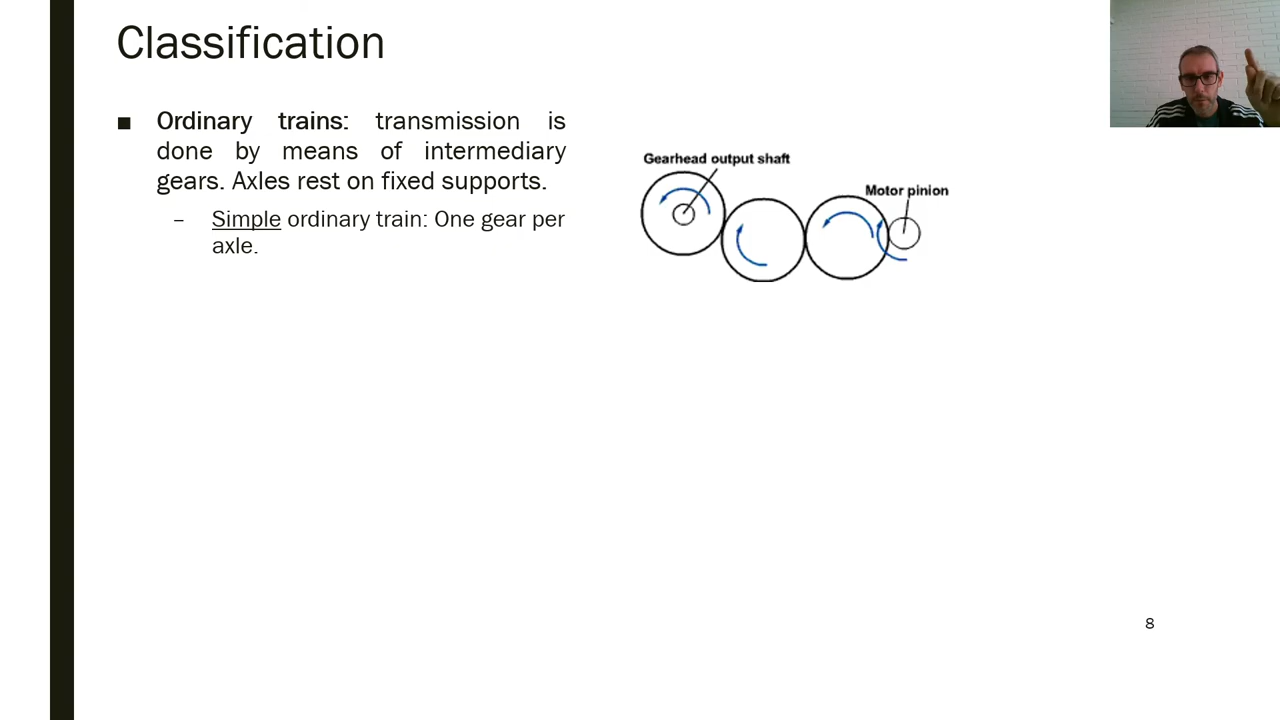 Classification
■ Ordinary trains: transmission is
done by means of intermediary
gears. Axles rest on fixed supports.
– Simple ordinary train: One gear per
axle.
Gearhead output shaft
Motor pinion
8